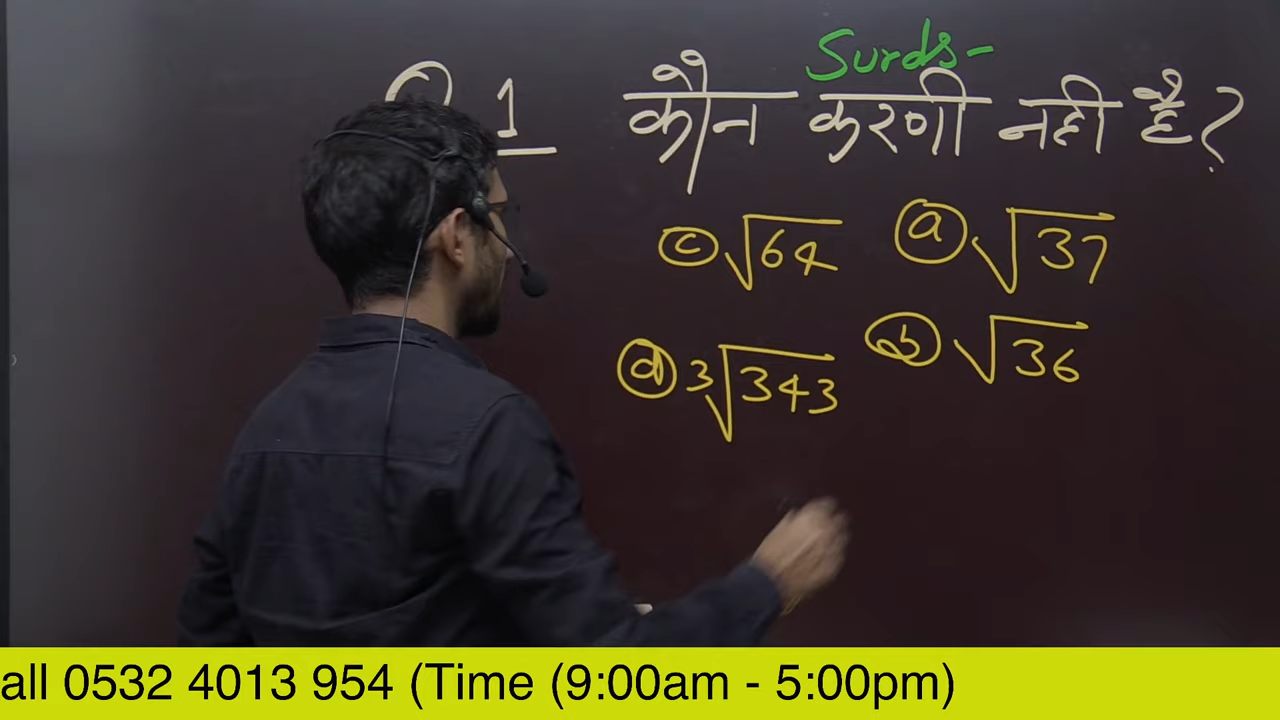 Surds-
Q 1 कौन करणी नही है?
c √64 a √37
d ∛343 b √36
all 0532 4013 954 (Time (9:00am - 5:00pm)